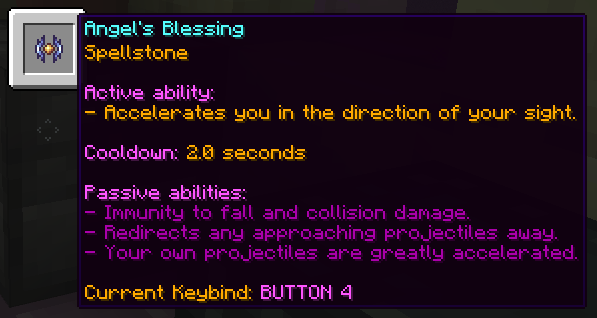 Angel's Blessing
Spellstone
Active ability:
- Accelerates you in the direction of your sight.
Cooldown: 2.0 seconds
Passive abilities:
- Immunity to fall and collision damage.
- Redirects any approaching projectiles away.
- Your own projectiles are greatly accelerated.
Current Keybind: BUTTON 4